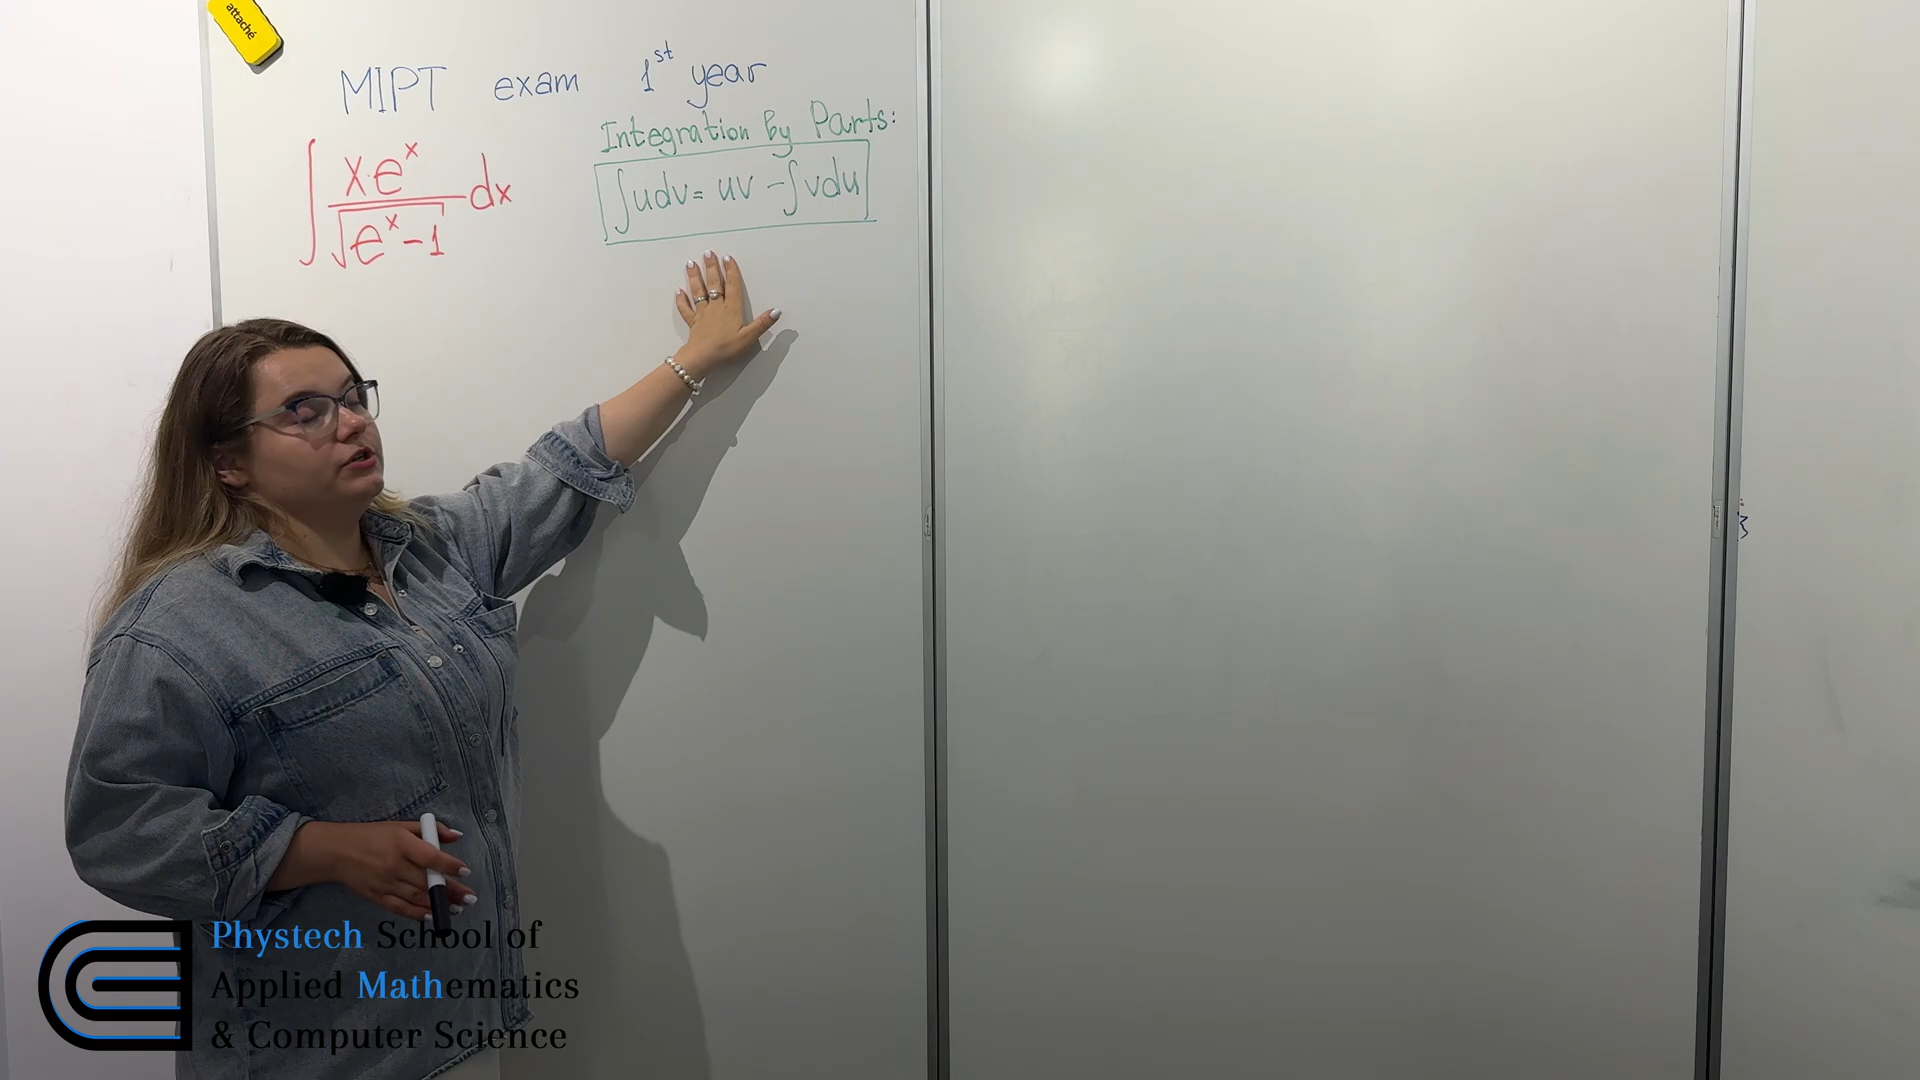 attaché
MIPT exam 1st year
Integration by Parts:
∫ x·e^x / √(e^x - 1) dx
∫udv = uv - ∫vdu
Phystech School of
Applied Mathematics
& Computer Science